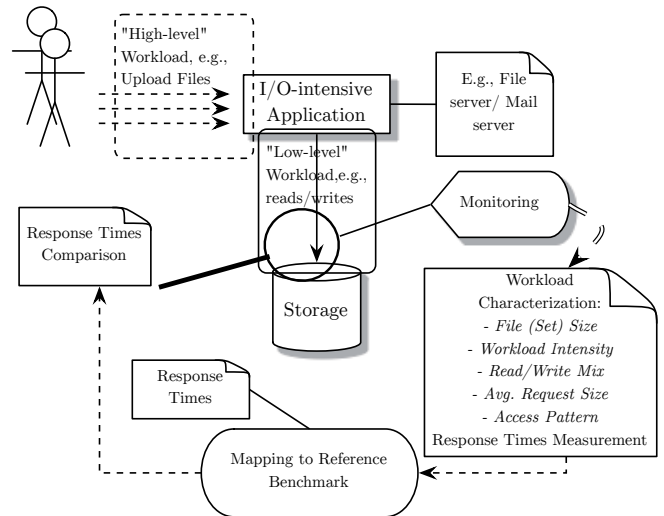 "High-level"
Workload, e.g.,
Upload Files
I/O-intensive
Application
E.g., File
server/ Mail
server
"Low-level"
Workload,e.g.,
reads/writes
Monitoring
Response Times
Comparison
Storage
Workload
Characterization:
- File (Set) Size
- Workload Intensity
- Read/Write Mix
- Avg. Request Size
- Access Pattern
Response Times Measurement
Response
Times
Mapping to Reference
Benchmark